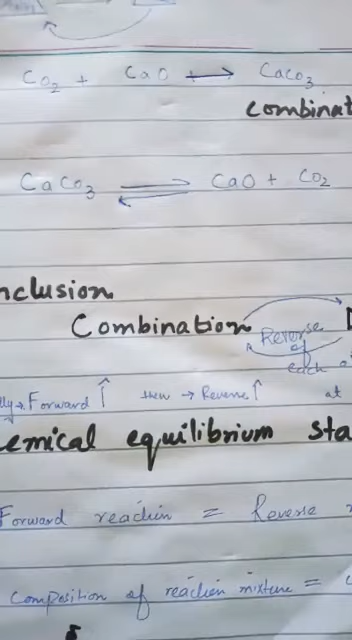 CO2 + CaO ⟶ CaCO3
Combinat
CaCO3 ⇌ CaO + CO2
nclusion
Combination
Reverse
of
each o
lly → Forward ↑ then → Reverse ↑ at
emical equilibrium sta
Forward reaction = Reverse
Composition of reaction mixture =